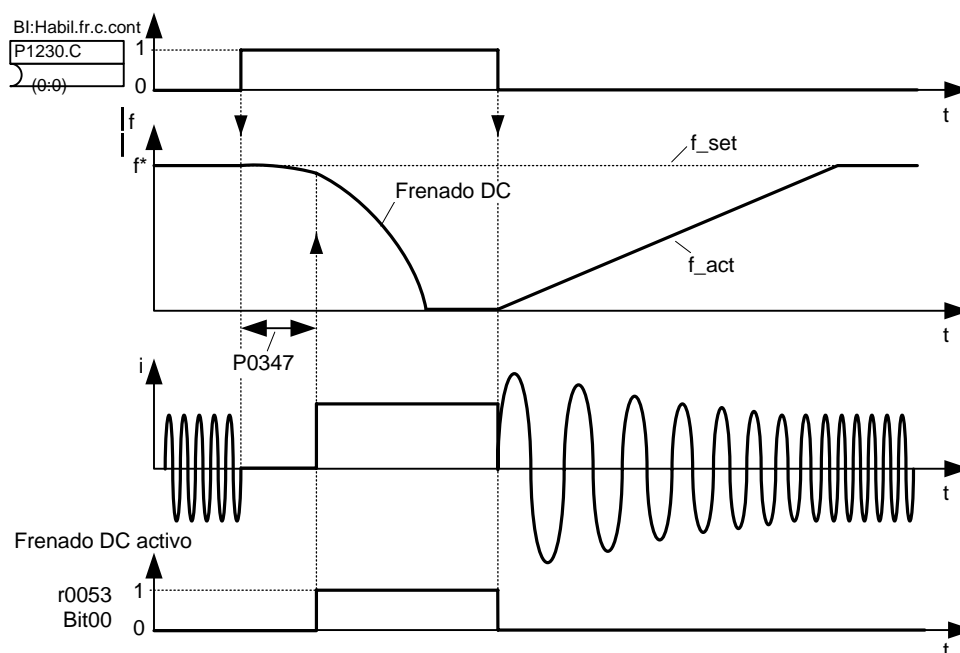 BI:Habil.fr.c.cont
P1230.C
(0:0)
1
0
t
|f|
f*
f_set
Frenado DC
f_act
t
P0347
i
t
Frenado DC activo
r0053
Bit00
1
0
t